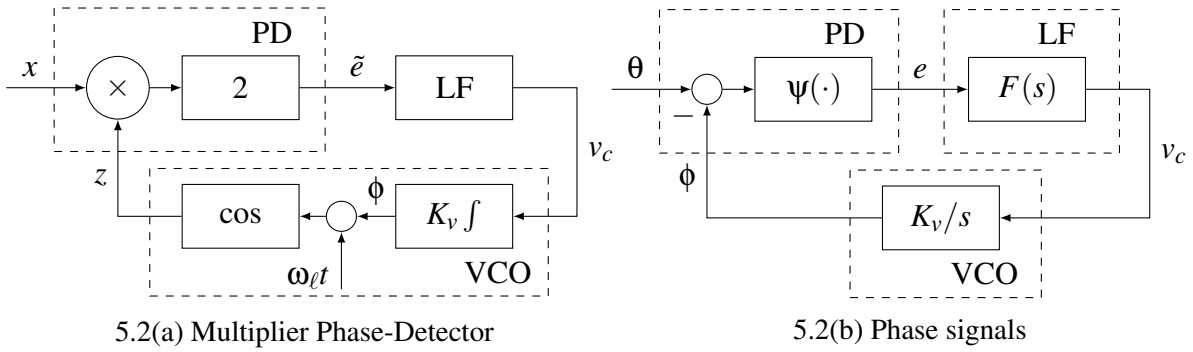 PD
x
×
2
ẽ
LF
v_c
z
cos
ϕ
K_v ∫
ω_ℓ t
VCO
5.2(a) Multiplier Phase-Detector
PD
LF
θ
−
ψ(·)
e
F(s)
v_c
ϕ
K_v/s
VCO
5.2(b) Phase signals